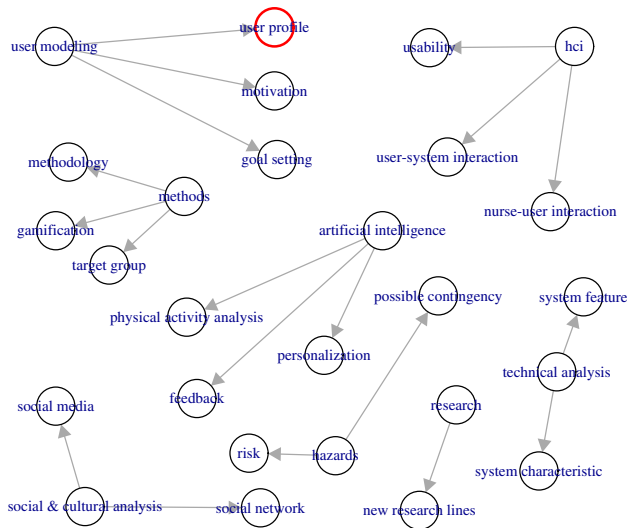 user profile
user modeling
usability
hci
motivation
methodology
goal setting
user-system interaction
methods
nurse-user interaction
gamification
artificial intelligence
target group
possible contingency
system feature
physical activity analysis
personalization
technical analysis
feedback
social media
research
risk
hazards
system characteristic
social & cultural analysis
social network
new research lines